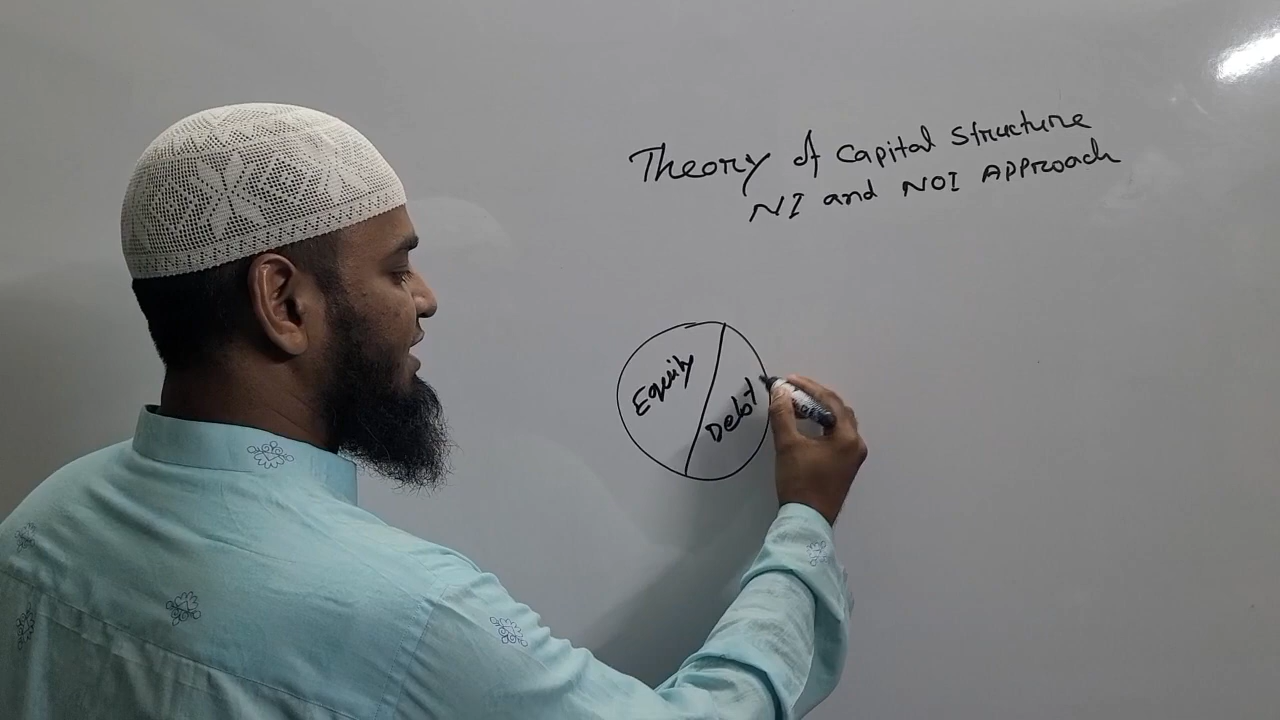 Theory of Capital Structure
NI and NOI Approach
Equity
Debt